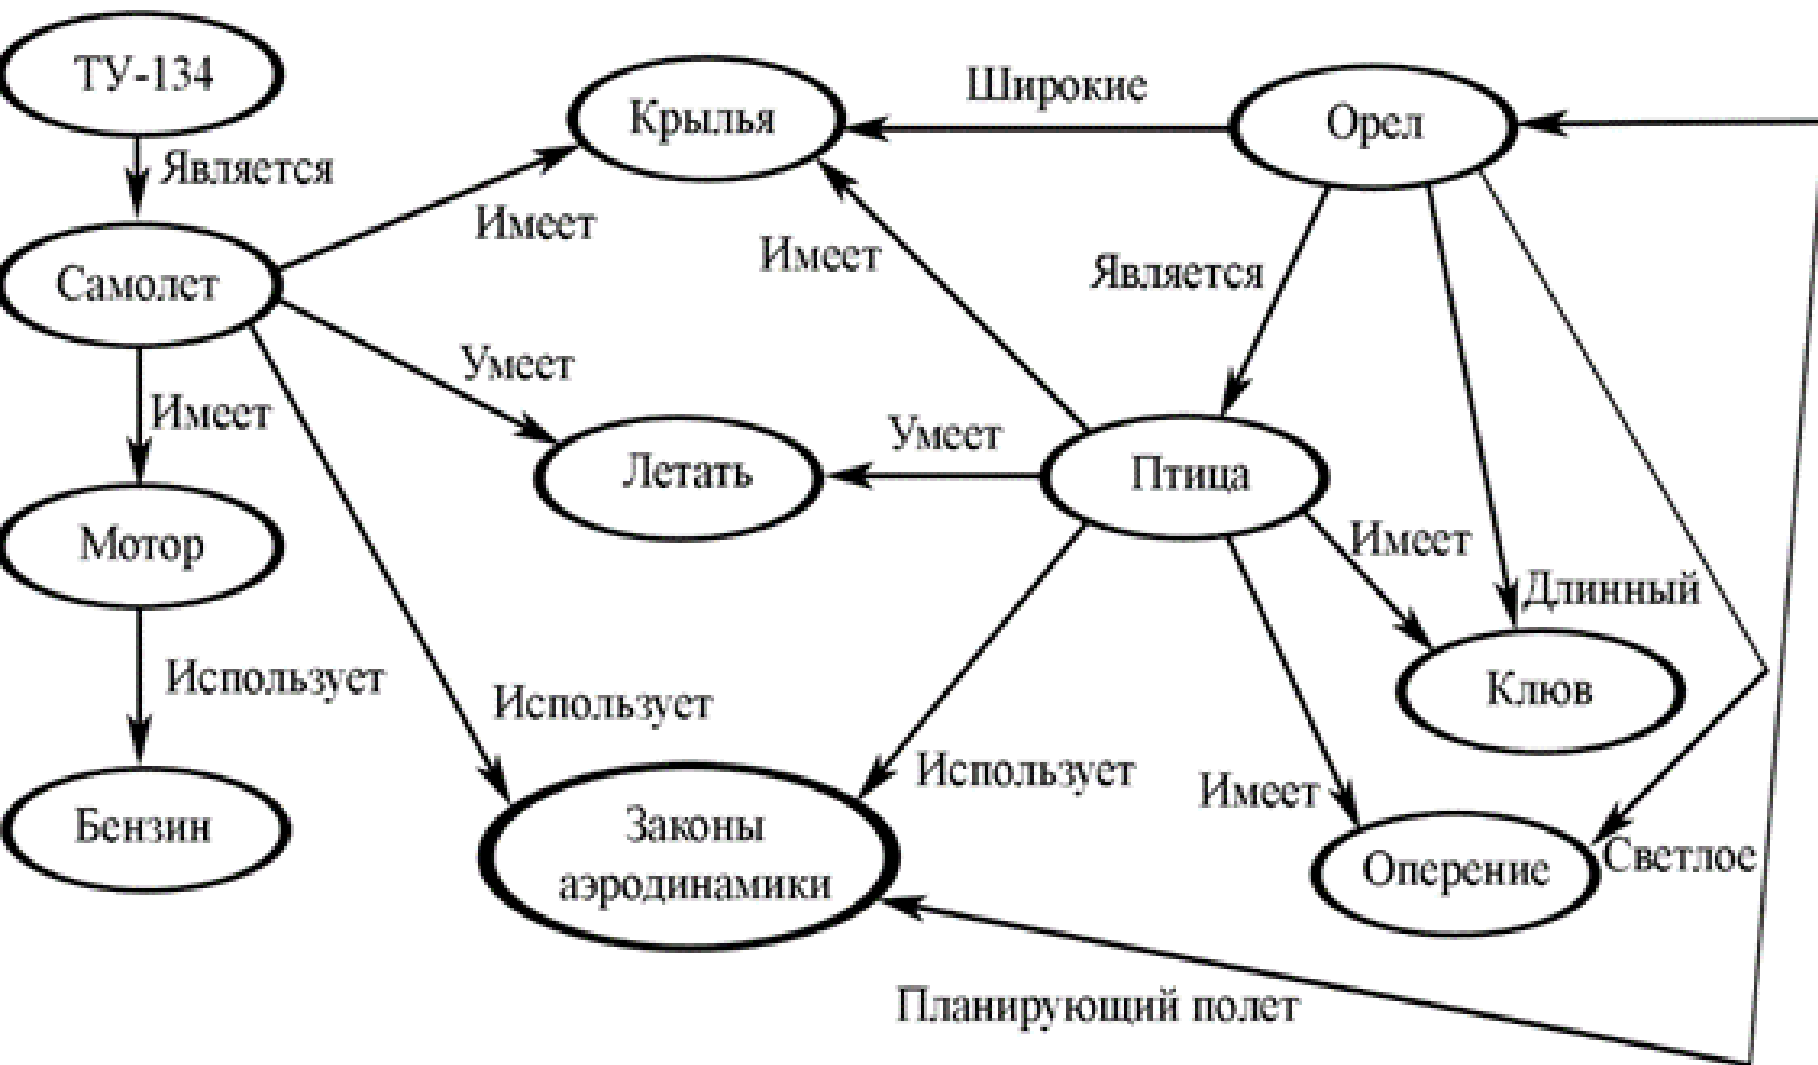 ТУ-134
Является
Самолет
Имеет
Мотор
Использует
Бензин
Крылья
Имеет
Умеет
Летать
Использует
Законы
аэродинамики
Широкие
Орел
Имеет
Является
Умеет
Птица
Имеет
Длинный
Клюв
Использует
Имеет
Оперение
Светлое
Планирующий полет